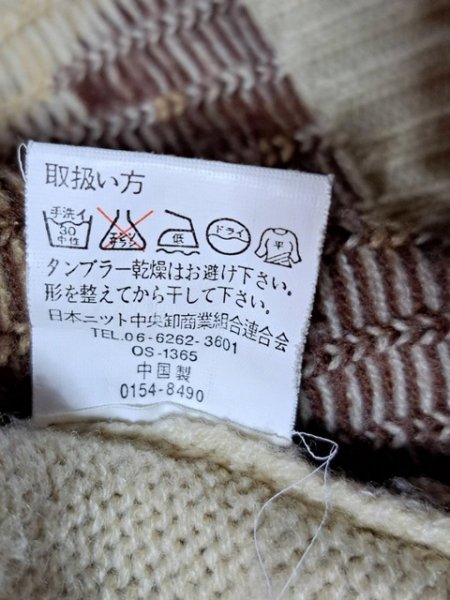 取扱い方
手洗イ 30 中性 エンソサラシ 低 ドライ 平
タンブラー乾燥はお避け下さい。
形を整えてから干して下さい。
日本ニット中央卸商業組合連合会
TEL.06-6262-3601
OS-1365
中国製
0154-8490